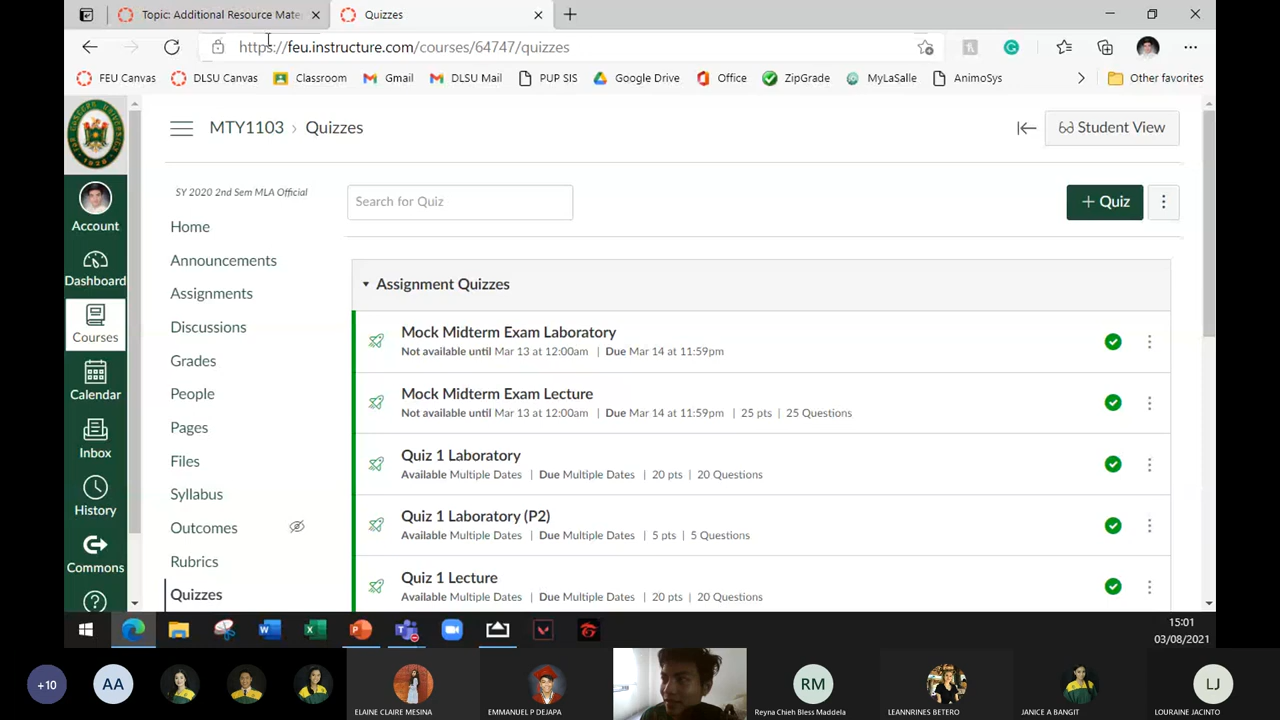 Topic: Additional Resource Mate
Quizzes
https://feu.instructure.com/courses/64747/quizzes
FEU Canvas
DLSU Canvas
Classroom
Gmail
DLSU Mail
PUP SIS
Google Drive
Office
ZipGrade
MyLaSalle
AnimoSys
Other favorites
MTY1103 › Quizzes
Student View
Account
Dashboard
Courses
Calendar
Inbox
History
Commons
SY 2020 2nd Sem MLA Official
Home
Announcements
Assignments
Discussions
Grades
People
Pages
Files
Syllabus
Outcomes
Rubrics
Quizzes
Search for Quiz
+ Quiz
Assignment Quizzes
Mock Midterm Exam Laboratory
Not available until Mar 13 at 12:00am | Due Mar 14 at 11:59pm
Mock Midterm Exam Lecture
Not available until Mar 13 at 12:00am | Due Mar 14 at 11:59pm | 25 pts | 25 Questions
Quiz 1 Laboratory
Available Multiple Dates | Due Multiple Dates | 20 pts | 20 Questions
Quiz 1 Laboratory (P2)
Available Multiple Dates | Due Multiple Dates | 5 pts | 5 Questions
Quiz 1 Lecture
Available Multiple Dates | Due Multiple Dates | 20 pts | 20 Questions
15:01
03/08/2021
+10
AA
ELAINE CLAIRE MESINA
EMMANUEL P DEJAPA
RM
Reyna Chieh Bless Maddela
LEANNRINES BETERO
JANICE A BANGIT
LJ
LOURAINE JACINTO